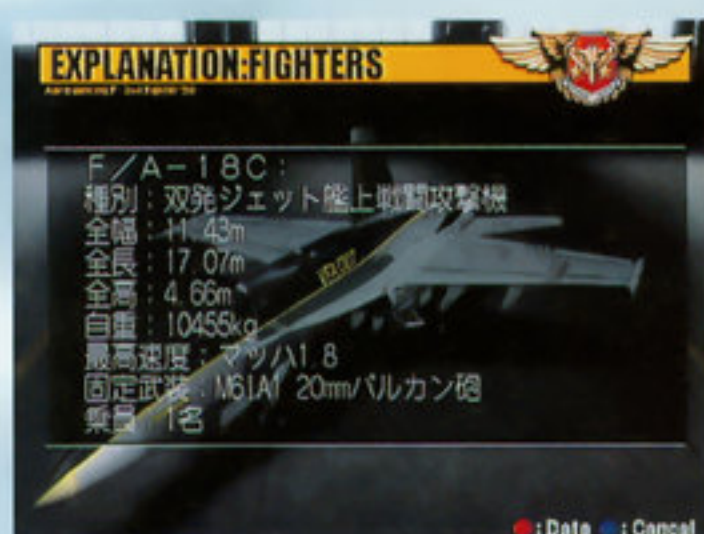 EXPLANATION:FIGHTERS
F/A-18C:
種別:双発ジェット艦上戦闘攻撃機
全幅:11.43m
全長:17.07m
全高:4.66m
自重:10455kg
最高速度:マッハ1.8
固定武装:M61A1 20mmバルカン砲
乗員:1名
:Data :Cancel